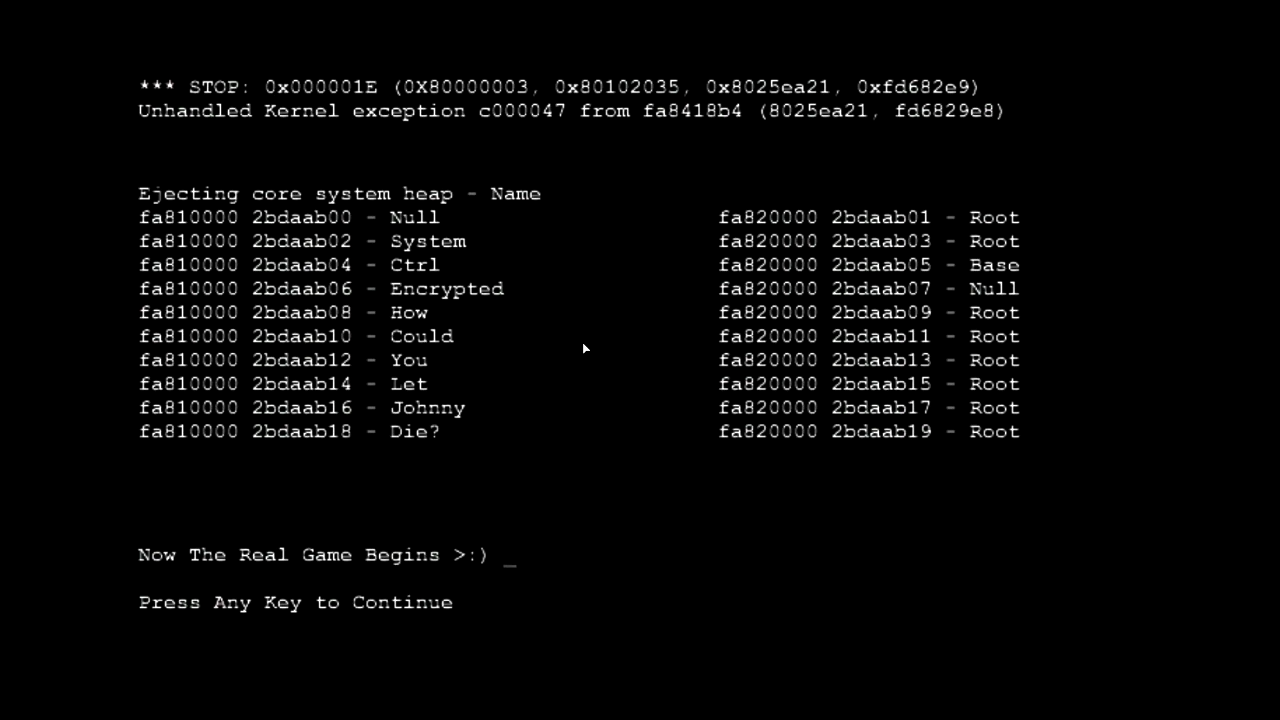 *** STOP: 0x000001E (0X80000003, 0x80102035, 0x8025ea21, 0xfd682e9)
Unhandled Kernel exception c000047 from fa8418b4 (8025ea21, fd6829e8)
Ejecting core system heap - Name
fa810000 2bdaab00 - Null fa820000 2bdaab01 - Root
fa810000 2bdaab02 - System fa820000 2bdaab03 - Root
fa810000 2bdaab04 - Ctrl fa820000 2bdaab05 - Base
fa810000 2bdaab06 - Encrypted fa820000 2bdaab07 - Null
fa810000 2bdaab08 - How fa820000 2bdaab09 - Root
fa810000 2bdaab10 - Could fa820000 2bdaab11 - Root
fa810000 2bdaab12 - You fa820000 2bdaab13 - Root
fa810000 2bdaab14 - Let fa820000 2bdaab15 - Root
fa810000 2bdaab16 - Johnny fa820000 2bdaab17 - Root
fa810000 2bdaab18 - Die? fa820000 2bdaab19 - Root
Now The Real Game Begins >:) _
Press Any Key to Continue